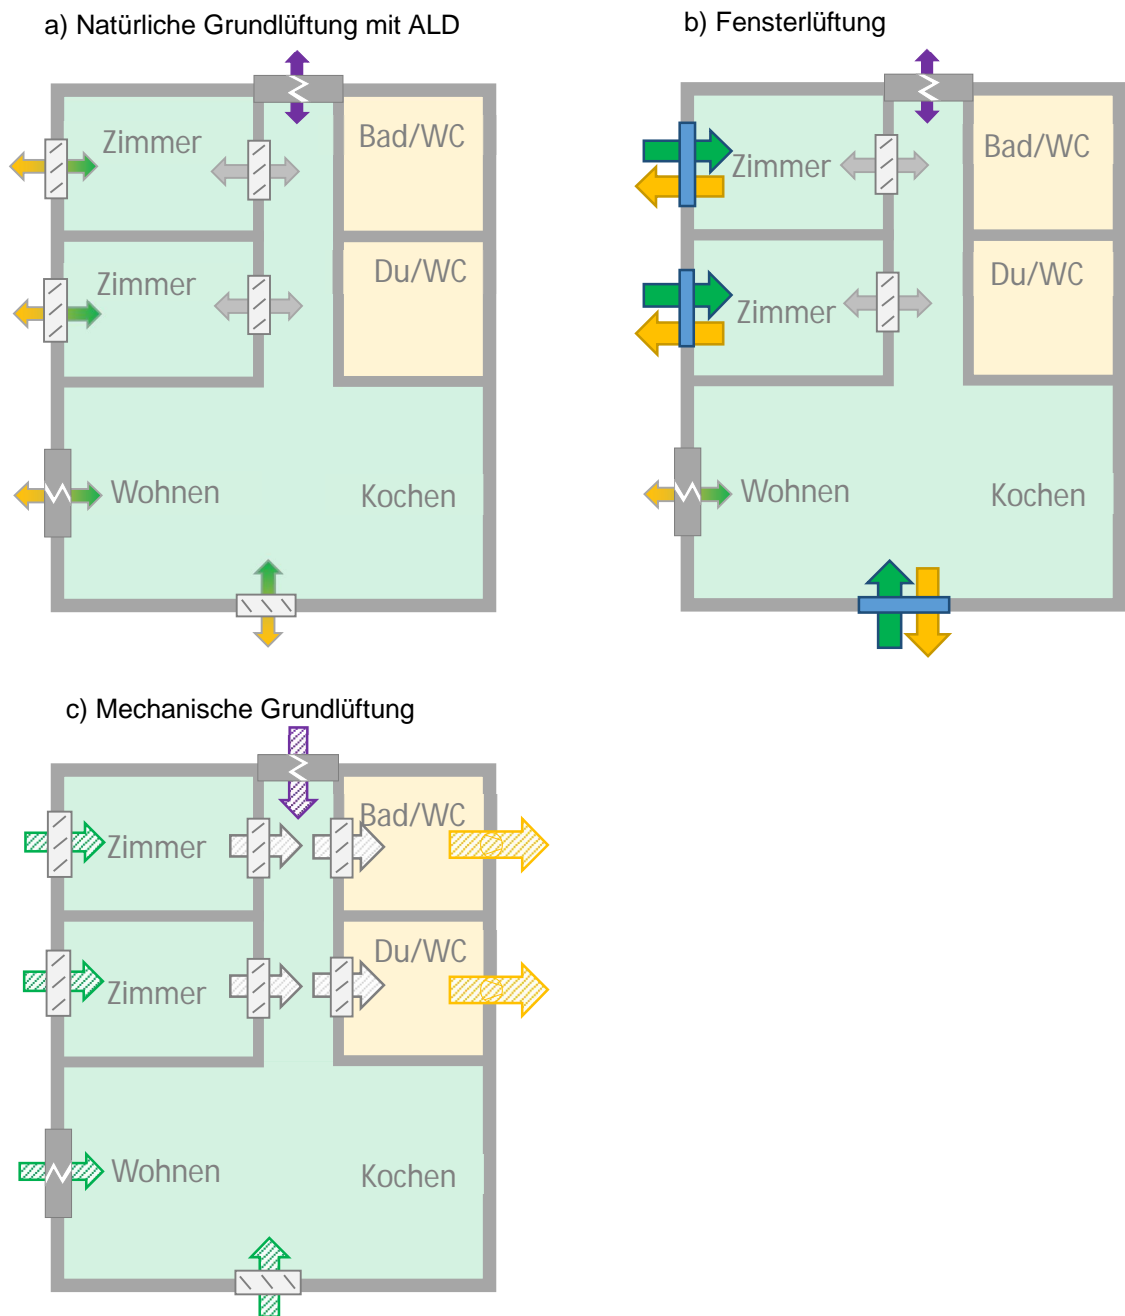 a) Natürliche Grundlüftung mit ALD
Zimmer
Bad/WC
Zimmer
Du/WC
Wohnen
Kochen
b) Fensterlüftung
Zimmer
Bad/WC
Zimmer
Du/WC
Wohnen
Kochen
c) Mechanische Grundlüftung
Zimmer
Bad/WC
Zimmer
Du/WC
Wohnen
Kochen